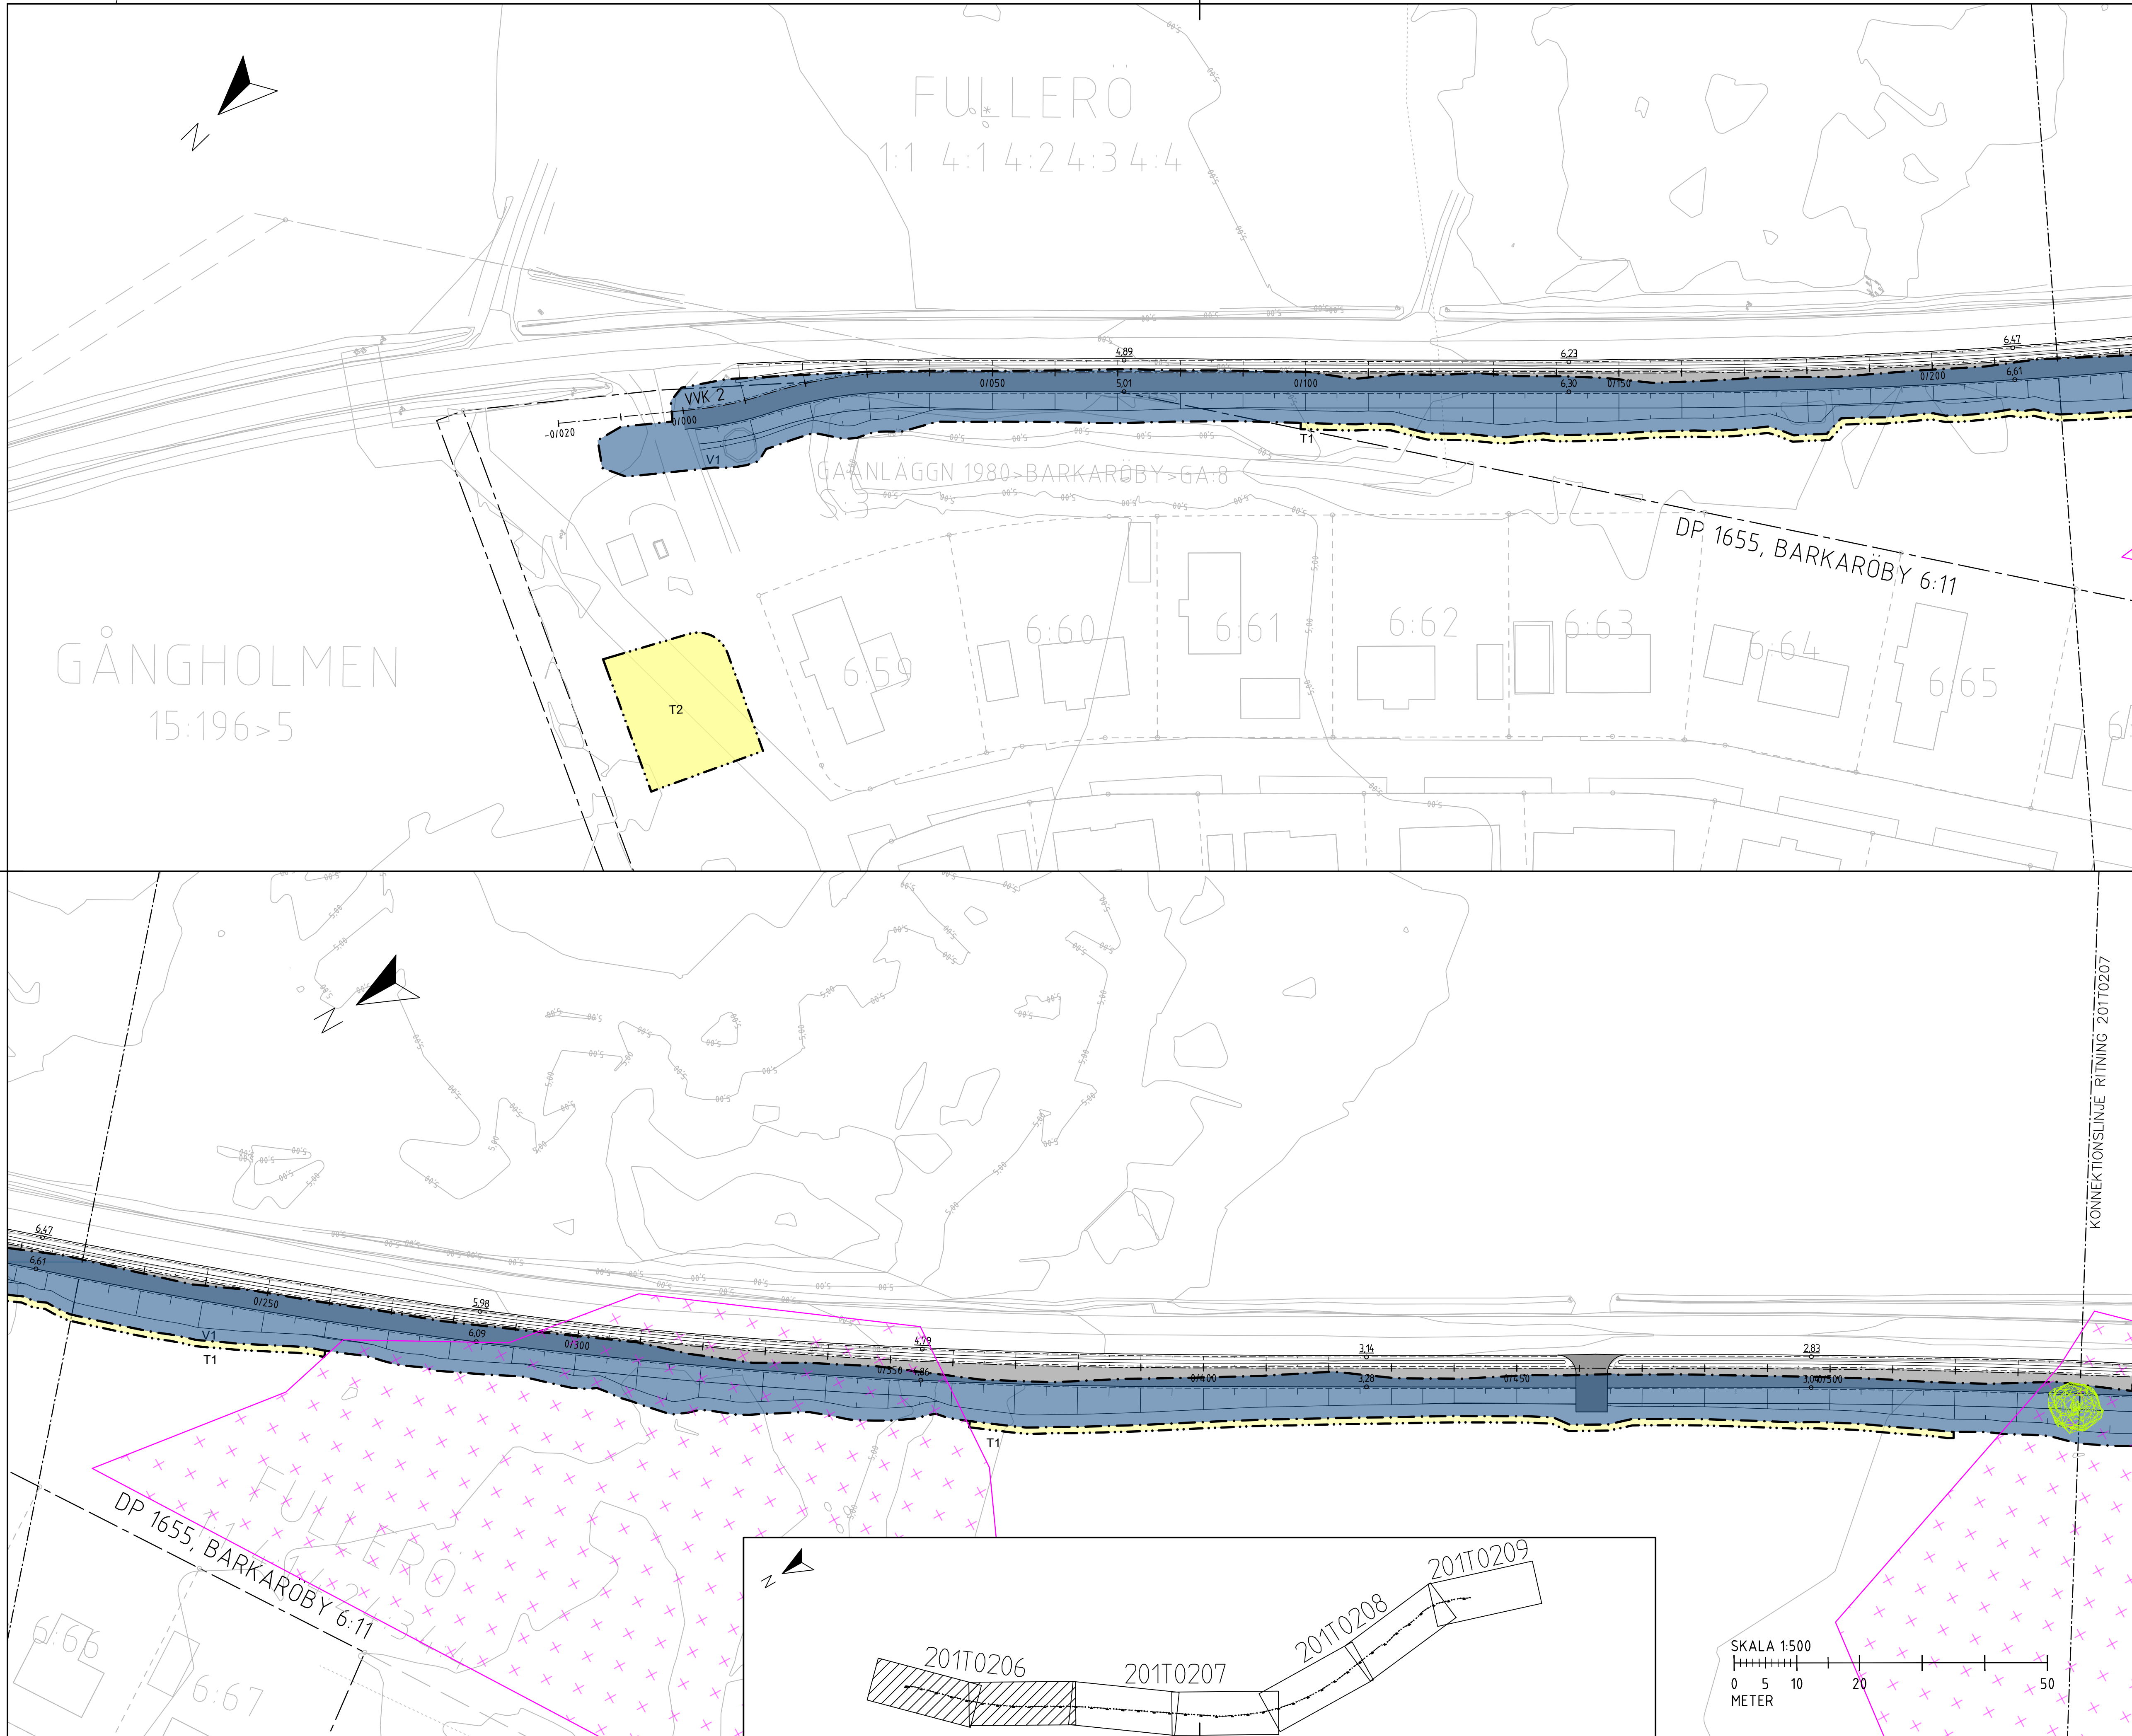 N
FULLERÖ
1:1 4:1 4:2 4:3 4:4
5,00
4,89
6,23
6,47
VVK 2
0/000
-0/020
0/050
5,01
0/100
6,30
0/150
0/200
6,61
V1
T1
GAANLÄGGN 1980>BARKARÖBY>GA:8
S:3
DP 1655, BARKARÖBY 6:11
GÅNGHOLMEN
15:196>5
T2
6:59
6:60
6:61
6:62
6:63
6:64
6:65
N
KONNEKTIONSLINJE RITNING 201T0207
6,47
6,61
0/250
5,98
6,09
0/300
4,79
0/350
4,86
3,14
0/400
3,28
0/450
2,83
3,04
0/500
V1
T1
T1
FULLERÖ
DP 1655, BARKARÖBY 6:11
6:66
6:67
N
201T0206
201T0207
201T0208
201T0209
SKALA 1:500
0 5 10 20 50
METER